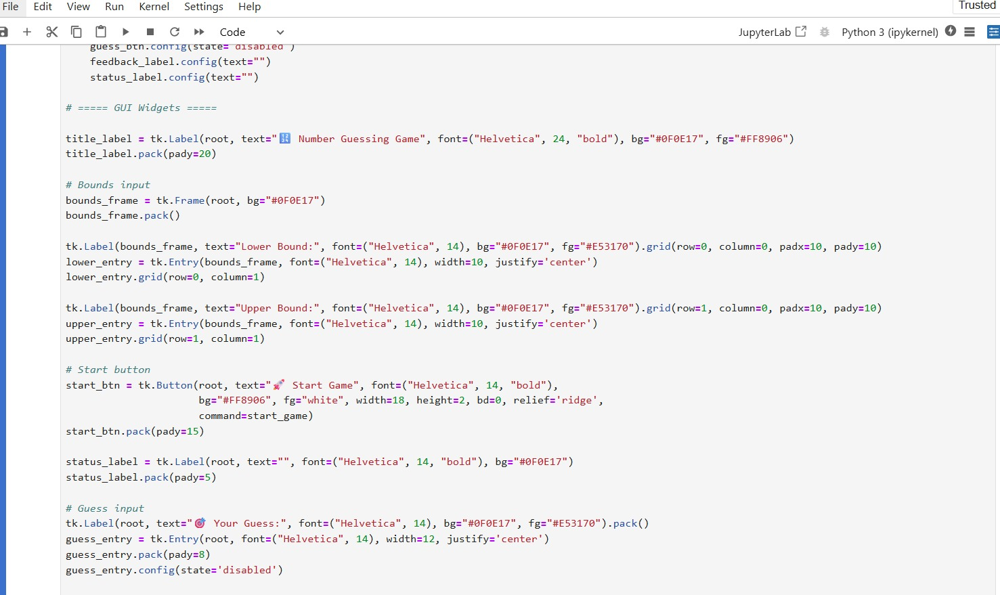 File Edit View Run Kernel Settings Help Trusted
Code JupyterLab Python 3 (ipykernel)
guess_btn.config(state='disabled')
feedback_label.config(text="")
status_label.config(text="")
# ===== GUI Widgets =====
title_label = tk.Label(root, text="🔢 Number Guessing Game", font=("Helvetica", 24, "bold"), bg="#0F0E17", fg="#FF8906")
title_label.pack(pady=20)
# Bounds input
bounds_frame = tk.Frame(root, bg="#0F0E17")
bounds_frame.pack()
tk.Label(bounds_frame, text="Lower Bound:", font=("Helvetica", 14), bg="#0F0E17", fg="#E53170").grid(row=0, column=0, padx=10, pady=10)
lower_entry = tk.Entry(bounds_frame, font=("Helvetica", 14), width=10, justify='center')
lower_entry.grid(row=0, column=1)
tk.Label(bounds_frame, text="Upper Bound:", font=("Helvetica", 14), bg="#0F0E17", fg="#E53170").grid(row=1, column=0, padx=10, pady=10)
upper_entry = tk.Entry(bounds_frame, font=("Helvetica", 14), width=10, justify='center')
upper_entry.grid(row=1, column=1)
# Start button
start_btn = tk.Button(root, text="🚀 Start Game", font=("Helvetica", 14, "bold"),
bg="#FF8906", fg="white", width=18, height=2, bd=0, relief='ridge',
command=start_game)
start_btn.pack(pady=15)
status_label = tk.Label(root, text="", font=("Helvetica", 14, "bold"), bg="#0F0E17")
status_label.pack(pady=5)
# Guess input
tk.Label(root, text="🎯 Your Guess:", font=("Helvetica", 14), bg="#0F0E17", fg="#E53170").pack()
guess_entry = tk.Entry(root, font=("Helvetica", 14), width=12, justify='center')
guess_entry.pack(pady=8)
guess_entry.config(state='disabled')